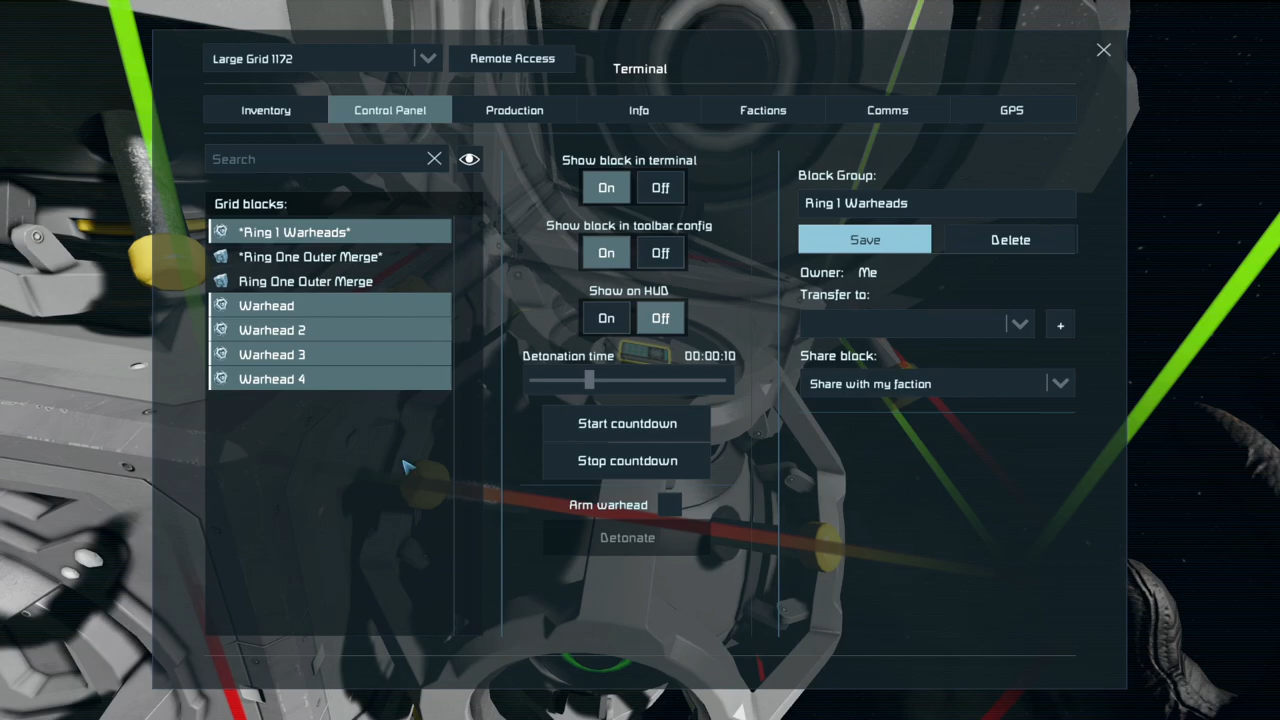 Large Grid 1172
Remote Access
Terminal
Inventory
Control Panel
Production
Info
Factions
Comms
GPS
Search
Grid blocks:
*Ring 1 Warheads*
*Ring One Outer Merge*
Ring One Outer Merge
Warhead
Warhead 2
Warhead 3
Warhead 4
Show block in terminal
On Off
Show block in toolbar config
On Off
Show on HUD
On Off
Detonation time 00:00:10
Start countdown
Stop countdown
Arm warhead
Detonate
Block Group:
Ring 1 Warheads
Save Delete
Owner: Me
Transfer to:
+
Share block:
Share with my faction